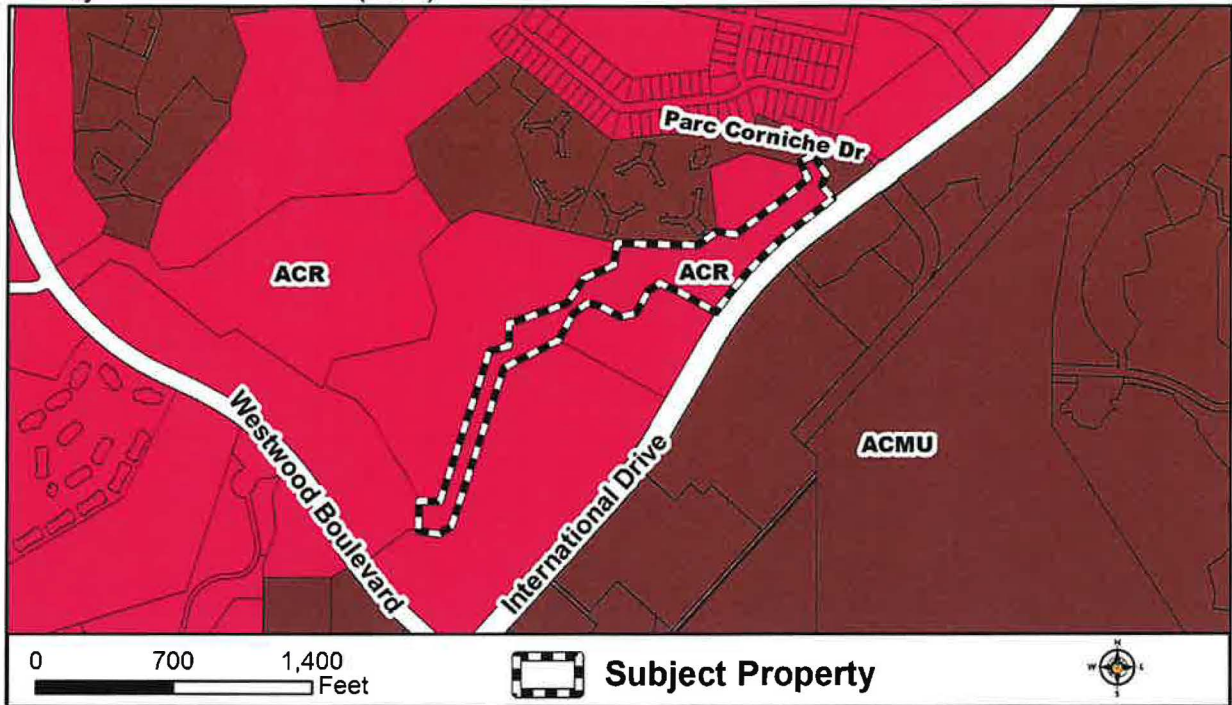 Parc Corniche Dr
ACR
ACR
Westwood Boulevard
International Drive
ACMU
0 700 1,400
Feet
Subject Property
N
W
S